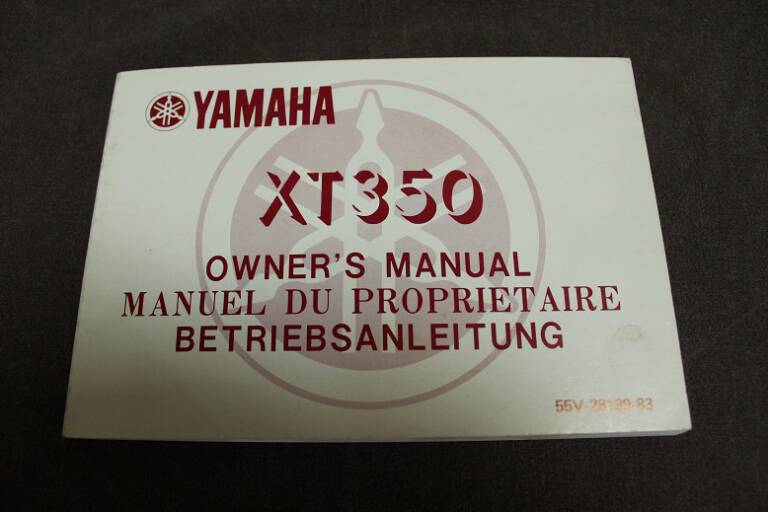 YAMAHA
XT350
OWNER'S MANUAL
MANUEL DU PROPRIETAIRE
BETRIEBSANLEITUNG
55V-28199-83